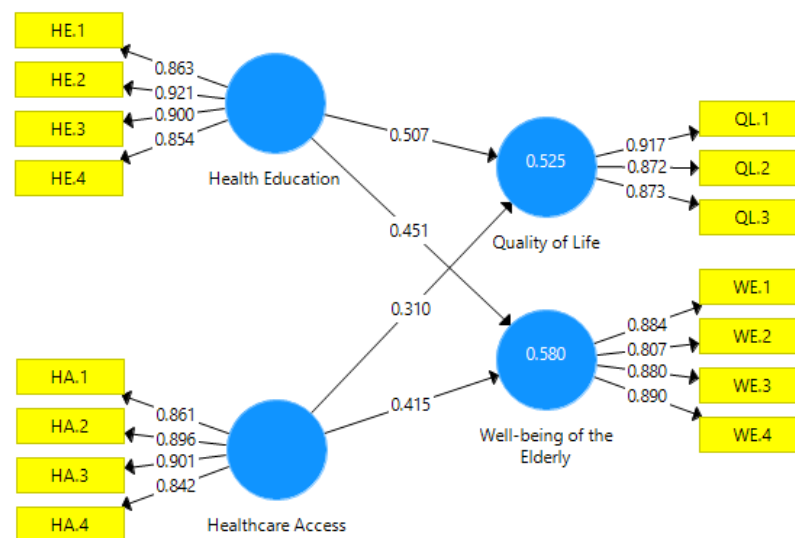 HE.1
HE.2
HE.3
HE.4
0.863
0.921
0.900
0.854
Health Education
0.507
0.451
0.310
0.415
0.525
Quality of Life
0.917
0.872
0.873
QL.1
QL.2
QL.3
HA.1
HA.2
HA.3
HA.4
0.861
0.896
0.901
0.842
Healthcare Access
0.580
Well-being of the
Elderly
0.884
0.807
0.880
0.890
WE.1
WE.2
WE.3
WE.4